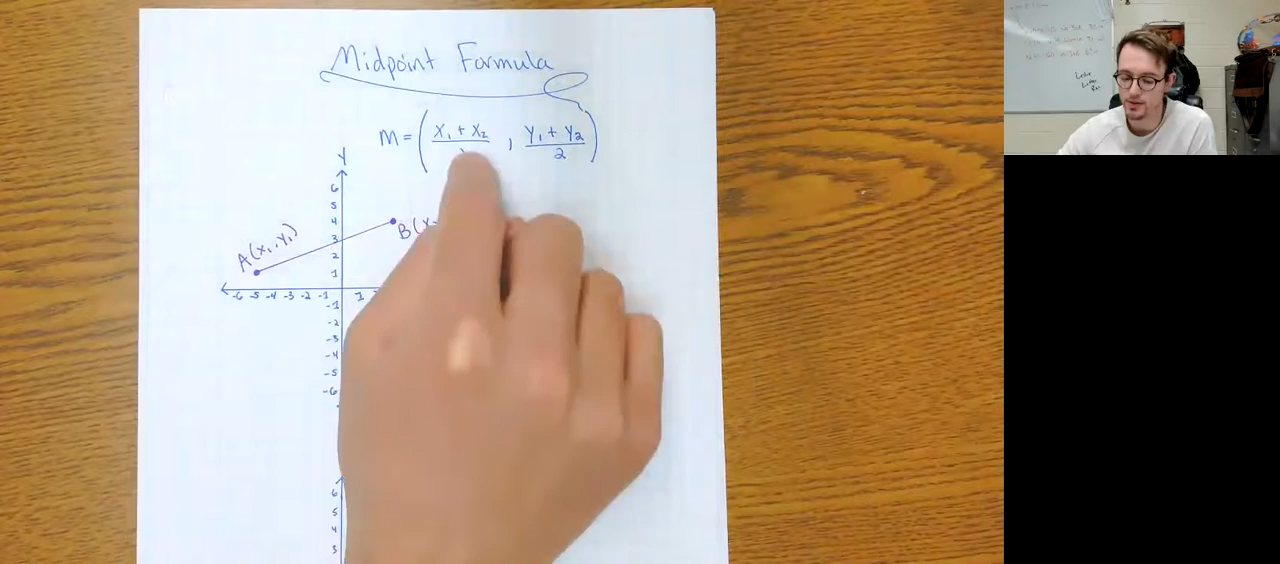 Midpoint Formula
M = ( X₁ + X₂ / , Y₁ + Y₂ / 2 )
Y
6
5
4
3
2
1
A(X₁, Y₁)
B(X
-6 -5 -4 -3 -2 -1 1
-1
-2
-3
-4
-5
-6
6
5
4
3